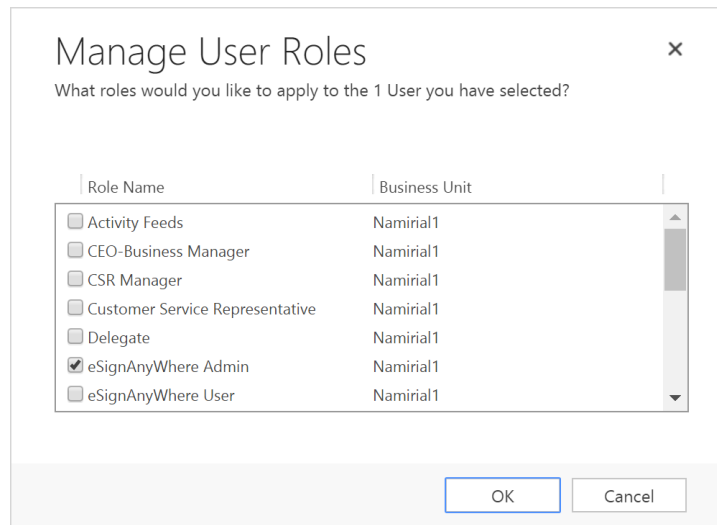 Manage User Roles
What roles would you like to apply to the 1 User you have selected?
Role Name Business Unit
Activity Feeds Namirial1
CEO-Business Manager Namirial1
CSR Manager Namirial1
Customer Service Representative Namirial1
Delegate Namirial1
eSignAnyWhere Admin Namirial1
eSignAnyWhere User Namirial1
OK Cancel